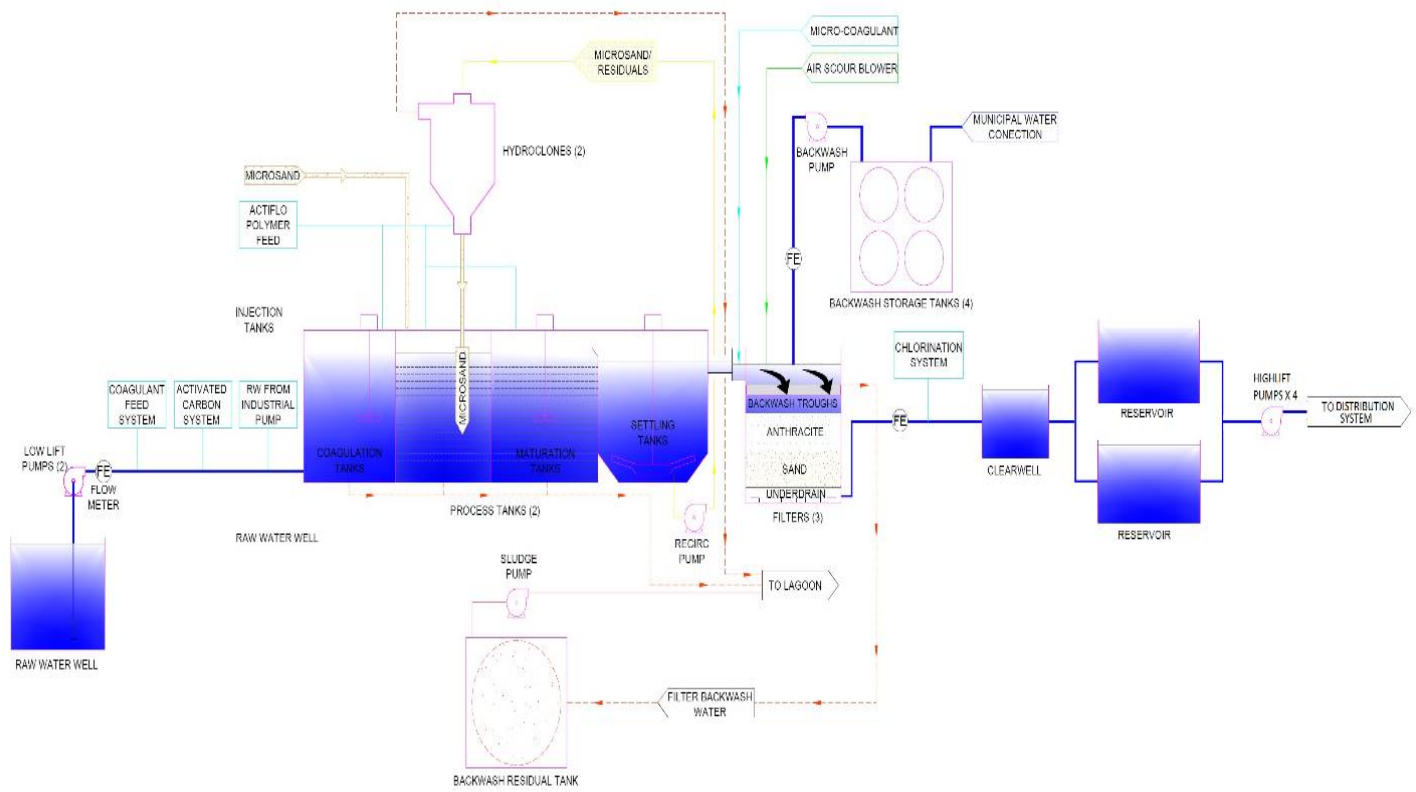 MICRO-COAGULANT
MICROSAND/
RESIDUALS
AIR SCOUR BLOWER
MUNICIPAL WATER
CONECTION
BACKWASH
PUMP
HYDROCLONES (2)
MICROSAND
ACTIFLO
POLYMER
FEED
FE
BACKWASH STORAGE TANKS (4)
INJECTION
TANKS
CHLORINATION
SYSTEM
MICROSAND
COAGULANT
FEED
SYSTEM
ACTIVATED
CARBON
SYSTEM
RW FROM
INDUSTRIAL
PUMP
HIGHLIFT
PUMPS X 4
TO DISTRIBUTION
SYSTEM
BACKWASH TROUGHS
RESERVOIR
FE
ANTHRACITE
SETTLING
TANKS
COAGULATION
TANKS
MATURATION
TANKS
LOW LIFT
PUMPS (2)
FE
FLOW
METER
SAND
CLEARWELL
UNDERDRAIN
FILTERS (3)
PROCESS TANKS (2)
RAW WATER WELL
RECIRC
PUMP
RESERVOIR
SLUDGE
PUMP
TO LAGOON
RAW WATER WELL
FILTER BACKWASH
WATER
BACKWASH RESIDUAL TANK